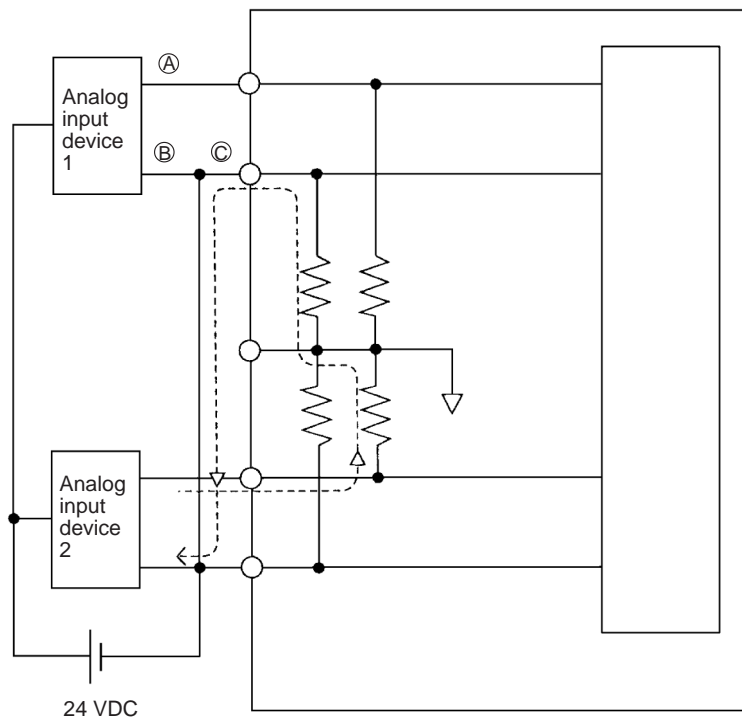 Ⓐ
Analog
input
device
1
Ⓑ Ⓒ
Analog
input
device
2
24 VDC